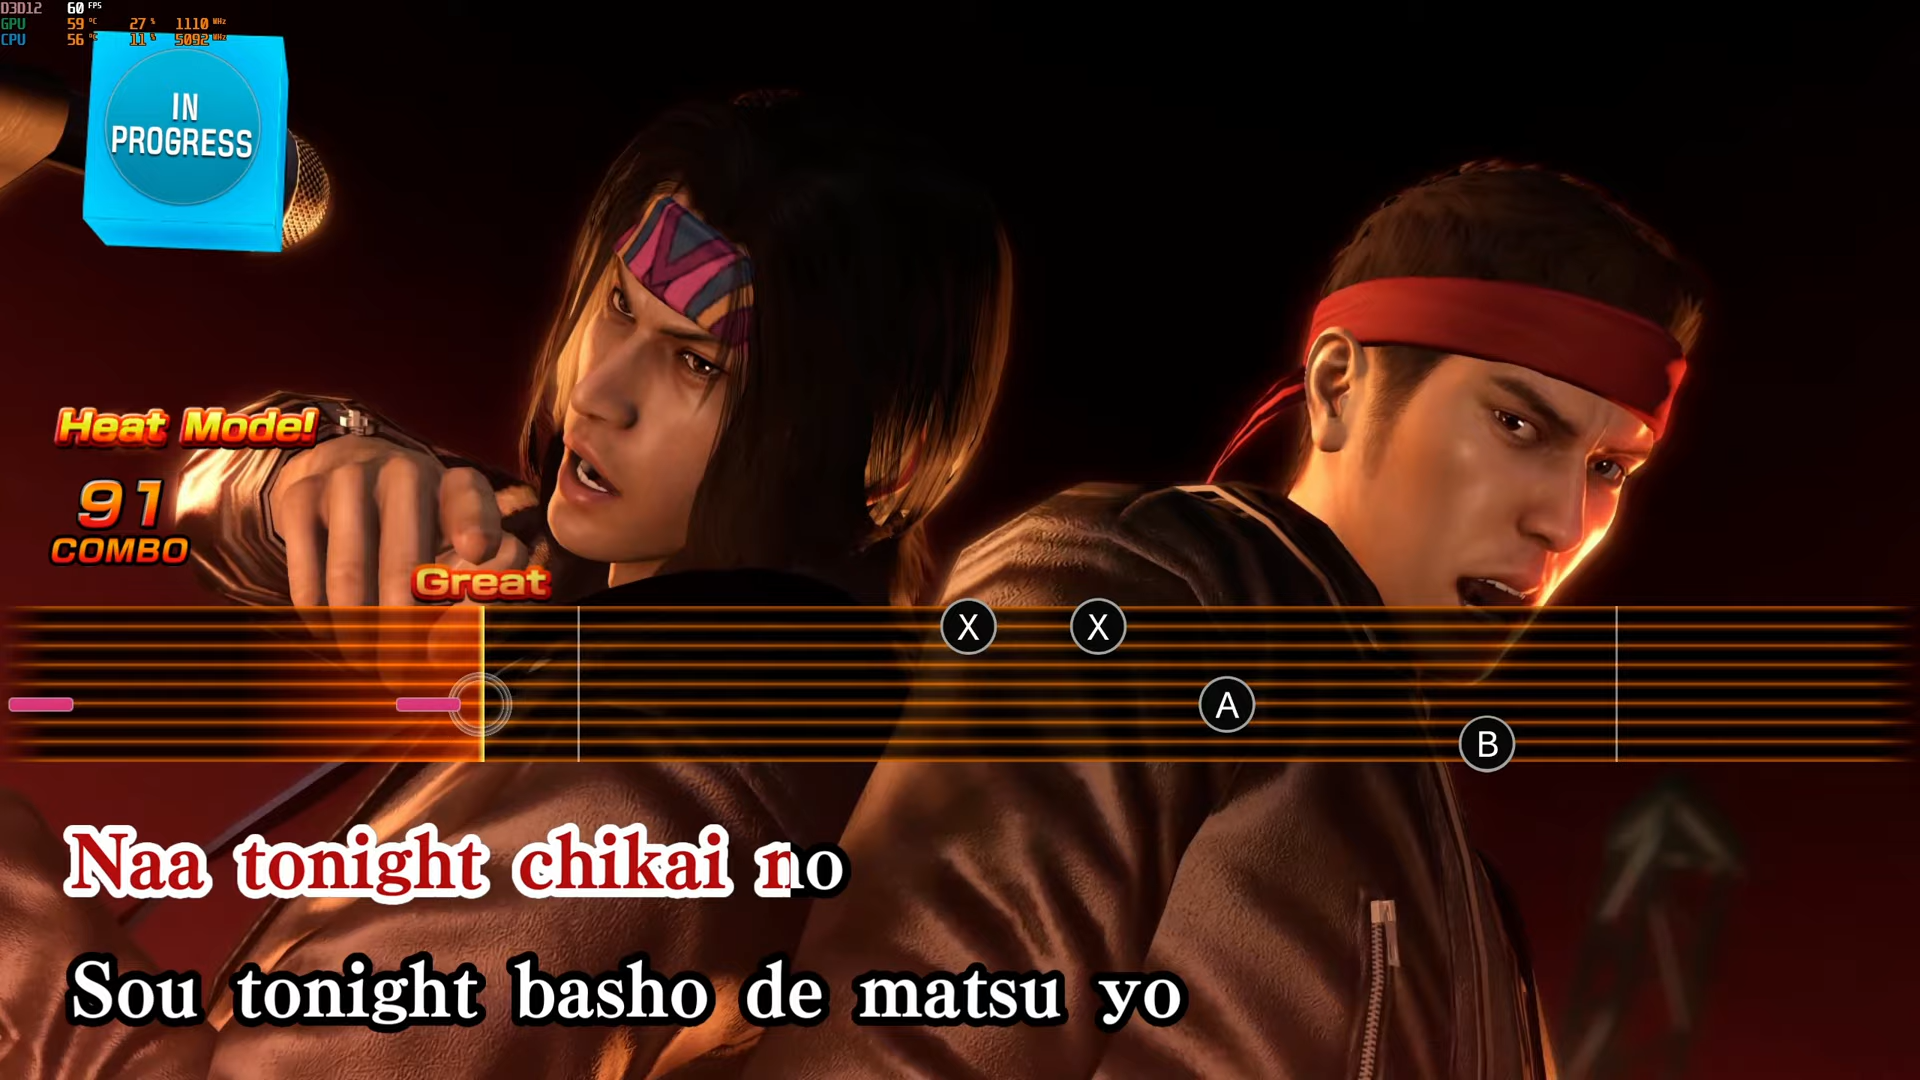 D3D12 60 FPS
GPU 59 °C 27 % 1110 MHz
CPU 56 °C 11 % 5092 MHz
IN
PROGRESS
Heat Mode!
91
COMBO
Great
X X
A
B
Naa tonight chikai no
Sou tonight basho de matsu yo